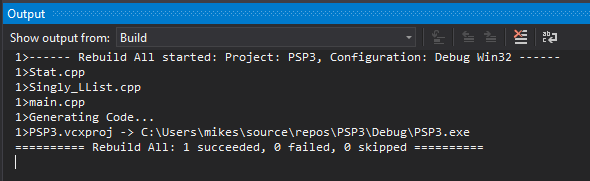 Output
Show output from: Build
1>------ Rebuild All started: Project: PSP3, Configuration: Debug Win32 ------
1>Stat.cpp
1>Singly_LList.cpp
1>main.cpp
1>Generating Code...
1>PSP3.vcxproj -> C:\Users\mikes\source\repos\PSP3\Debug\PSP3.exe
========== Rebuild All: 1 succeeded, 0 failed, 0 skipped ==========